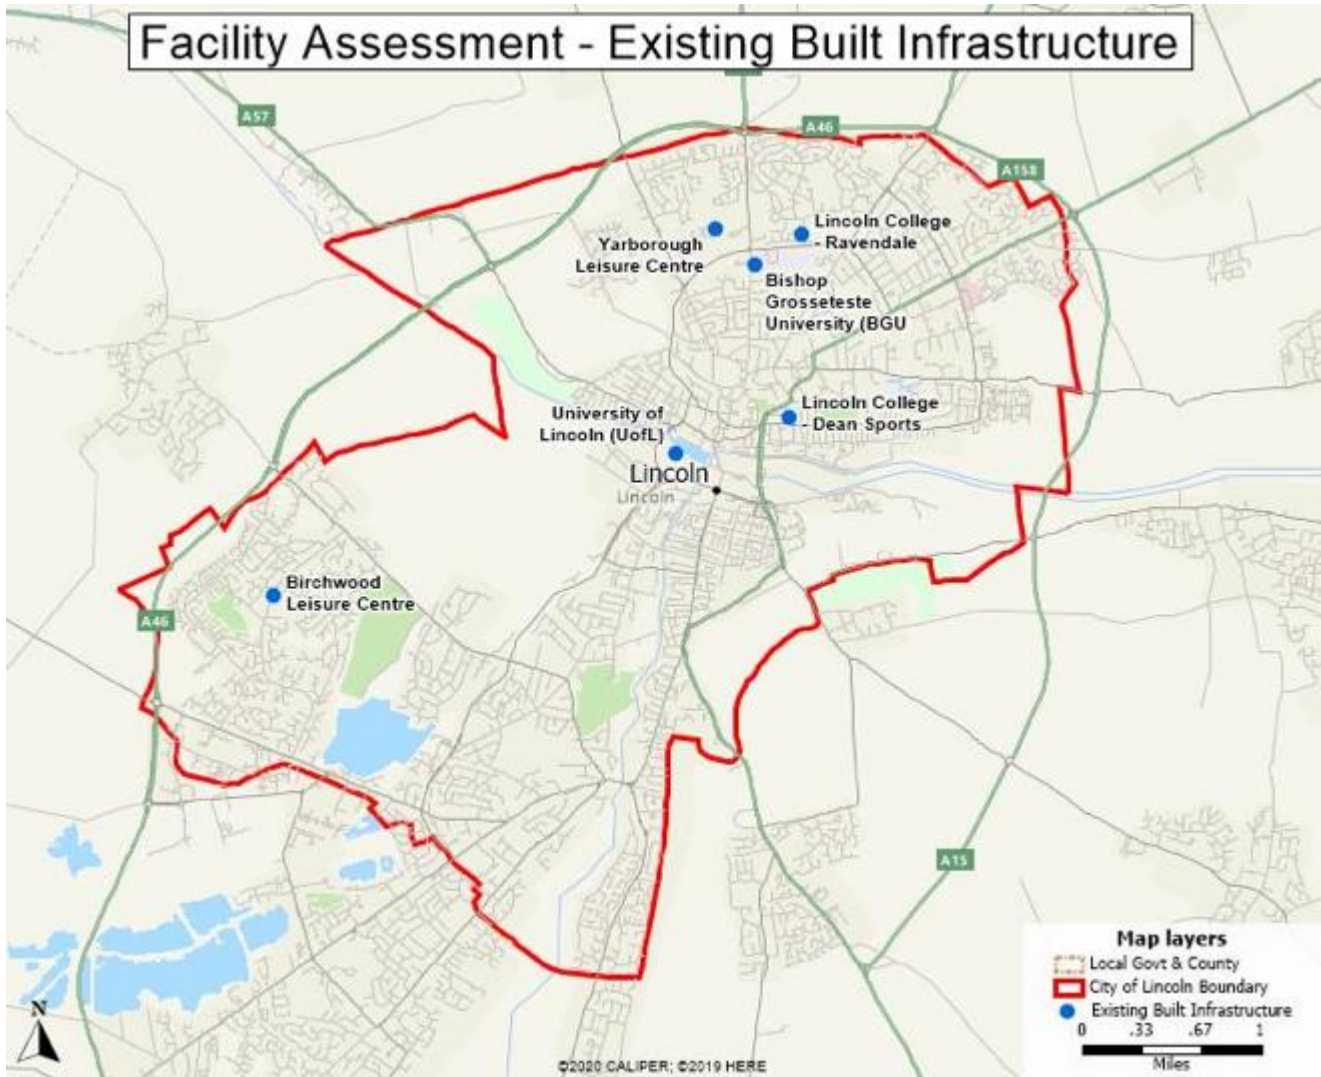 Facility Assessment - Existing Built Infrastructure
A57
A46
A158
Yarborough
Leisure Centre
Lincoln College
- Ravendale
Bishop
Grosseteste
University (BGU
University of
Lincoln (UofL)
Lincoln College
- Dean Sports
Lincoln
Lincoln
Birchwood
Leisure Centre
A46
A15
Map layers
Local Govt & County
City of Lincoln Boundary
Existing Built Infrastructure
0 .33 .67 1
Miles
N
©2020 CALIPER; ©2019 HERE